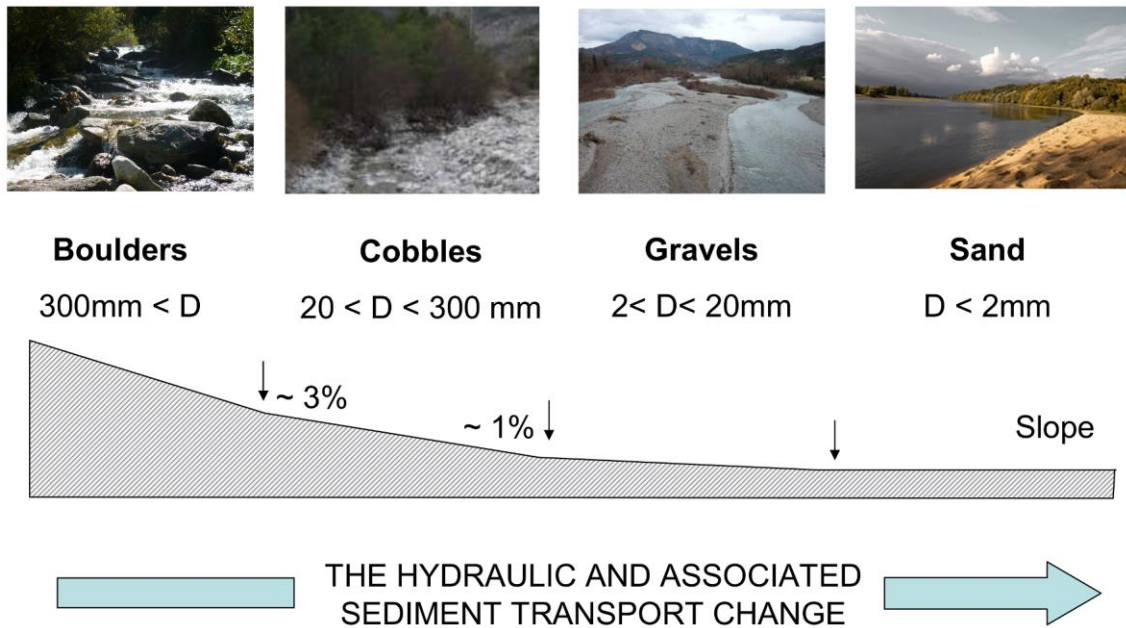 Boulders
Cobbles
Gravels
Sand
300mm < D
20 < D < 300 mm
2< D< 20mm
D < 2mm
~ 3%
~ 1%
Slope
THE HYDRAULIC AND ASSOCIATED
SEDIMENT TRANSPORT CHANGE